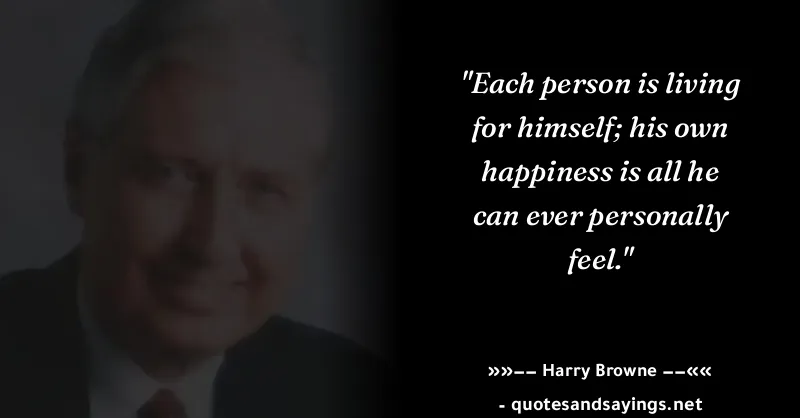 "Each person is living
for himself; his own
happiness is all he
can ever personally
feel."
»»−− Harry Browne −−««
- quotesandsayings.net